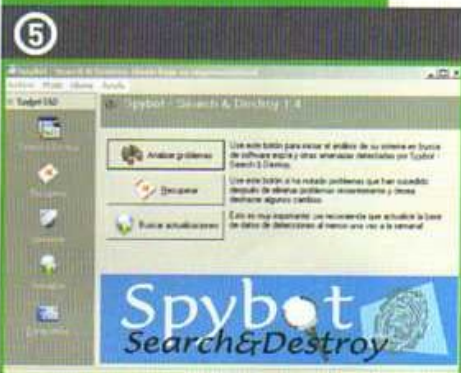 5
Spybot - Search & Destroy 1.4
Analizar problemas
Use este botón para iniciar el análisis de su sistema en busca
de software espía y otras amenazas detectadas por Spybot -
Search & Destroy.
Recuperar
Use este botón si ha notado problemas que han sucedido
después de eliminar problemas recientemente y desea
deshacer algunos cambios.
Buscar actualizaciones
Esto es muy importante: se recomienda que actualice la base
de datos de detecciones al menos una vez a la semana!
Spybot
Search&Destroy